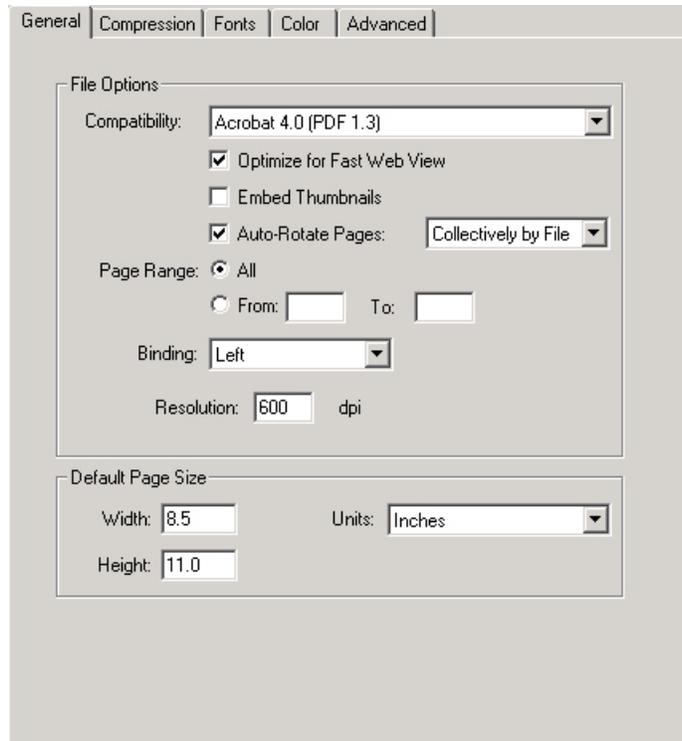 General Compression Fonts Color Advanced
File Options
Compatibility: Acrobat 4.0 (PDF 1.3)
Optimize for Fast Web View
Embed Thumbnails
Auto-Rotate Pages: Collectively by File
Page Range: All
From: To:
Binding: Left
Resolution: 600 dpi
Default Page Size
Width: 8.5 Units: Inches
Height: 11.0